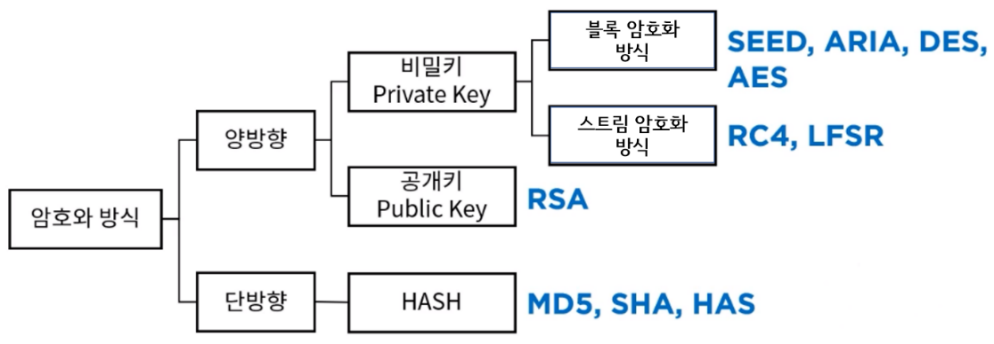 암호와 방식
양방향
비밀키
Private Key
블록 암호화
방식
SEED, ARIA, DES,
AES
스트림 암호화
방식
RC4, LFSR
공개키
Public Key
RSA
단방향
HASH
MD5, SHA, HAS